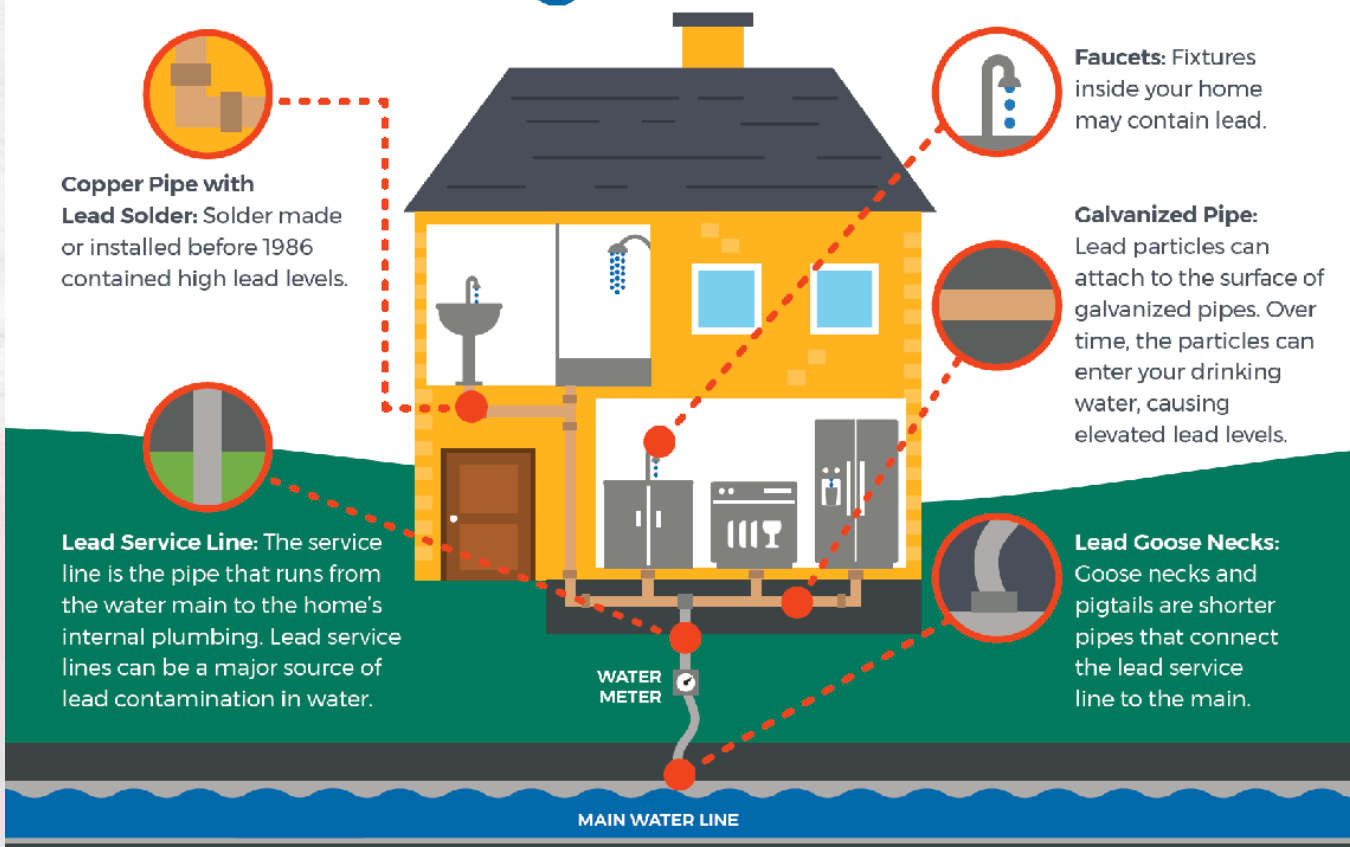 Copper Pipe with
Lead Solder: Solder made
or installed before 1986
contained high lead levels.
Lead Service Line: The service
line is the pipe that runs from
the water main to the home's
internal plumbing. Lead service
lines can be a major source of
lead contamination in water.
Faucets: Fixtures
inside your home
may contain lead.
Galvanized Pipe:
Lead particles can
attach to the surface of
galvanized pipes. Over
time, the particles can
enter your drinking
water, causing
elevated lead levels.
Lead Goose Necks:
Goose necks and
pigtails are shorter
pipes that connect
the lead service
line to the main.
WATER
METER
MAIN WATER LINE